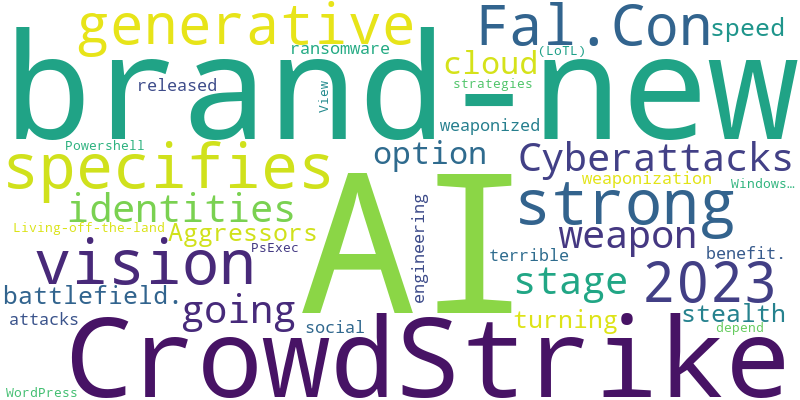 generative
Fal.Con
speed
ransomware
(LoTL)
brand-new
cloud
released
View
strategies
weaponized
Powershell
option
Cyberattacks
specifies
AI
weaponization
Windows…
identities
strong
Living-off-the-land
Aggressors
engineering
weapon
PsExec
vision
terrible
benefit.
battlefield.
going
stage
2023
attacks
social
turning
stealth
depend
CrowdStrike
WordPress